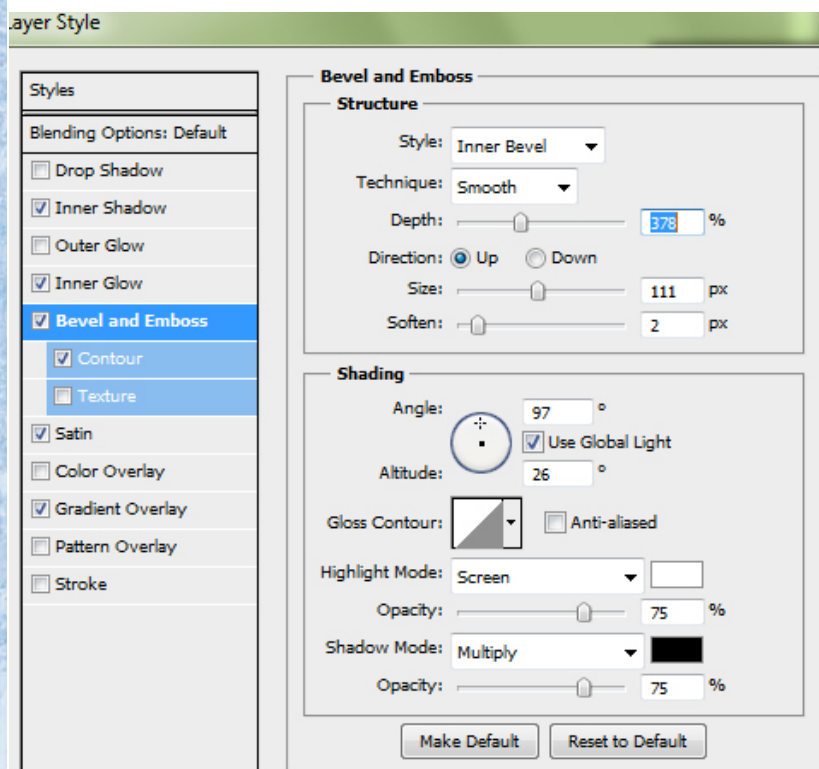 ayer Style
Styles
Blending Options: Default
Drop Shadow
Inner Shadow
Outer Glow
Inner Glow
Bevel and Emboss
Contour
Texture
Satin
Color Overlay
Gradient Overlay
Pattern Overlay
Stroke
Bevel and Emboss
Structure
Style: Inner Bevel
Technique: Smooth
Depth: 378 %
Direction: Up Down
Size: 111 px
Soften: 2 px
Shading
Angle: 97 °
Use Global Light
Altitude: 26 °
Gloss Contour: Anti-aliased
Highlight Mode: Screen
Opacity: 75 %
Shadow Mode: Multiply
Opacity: 75 %
Make Default Reset to Default